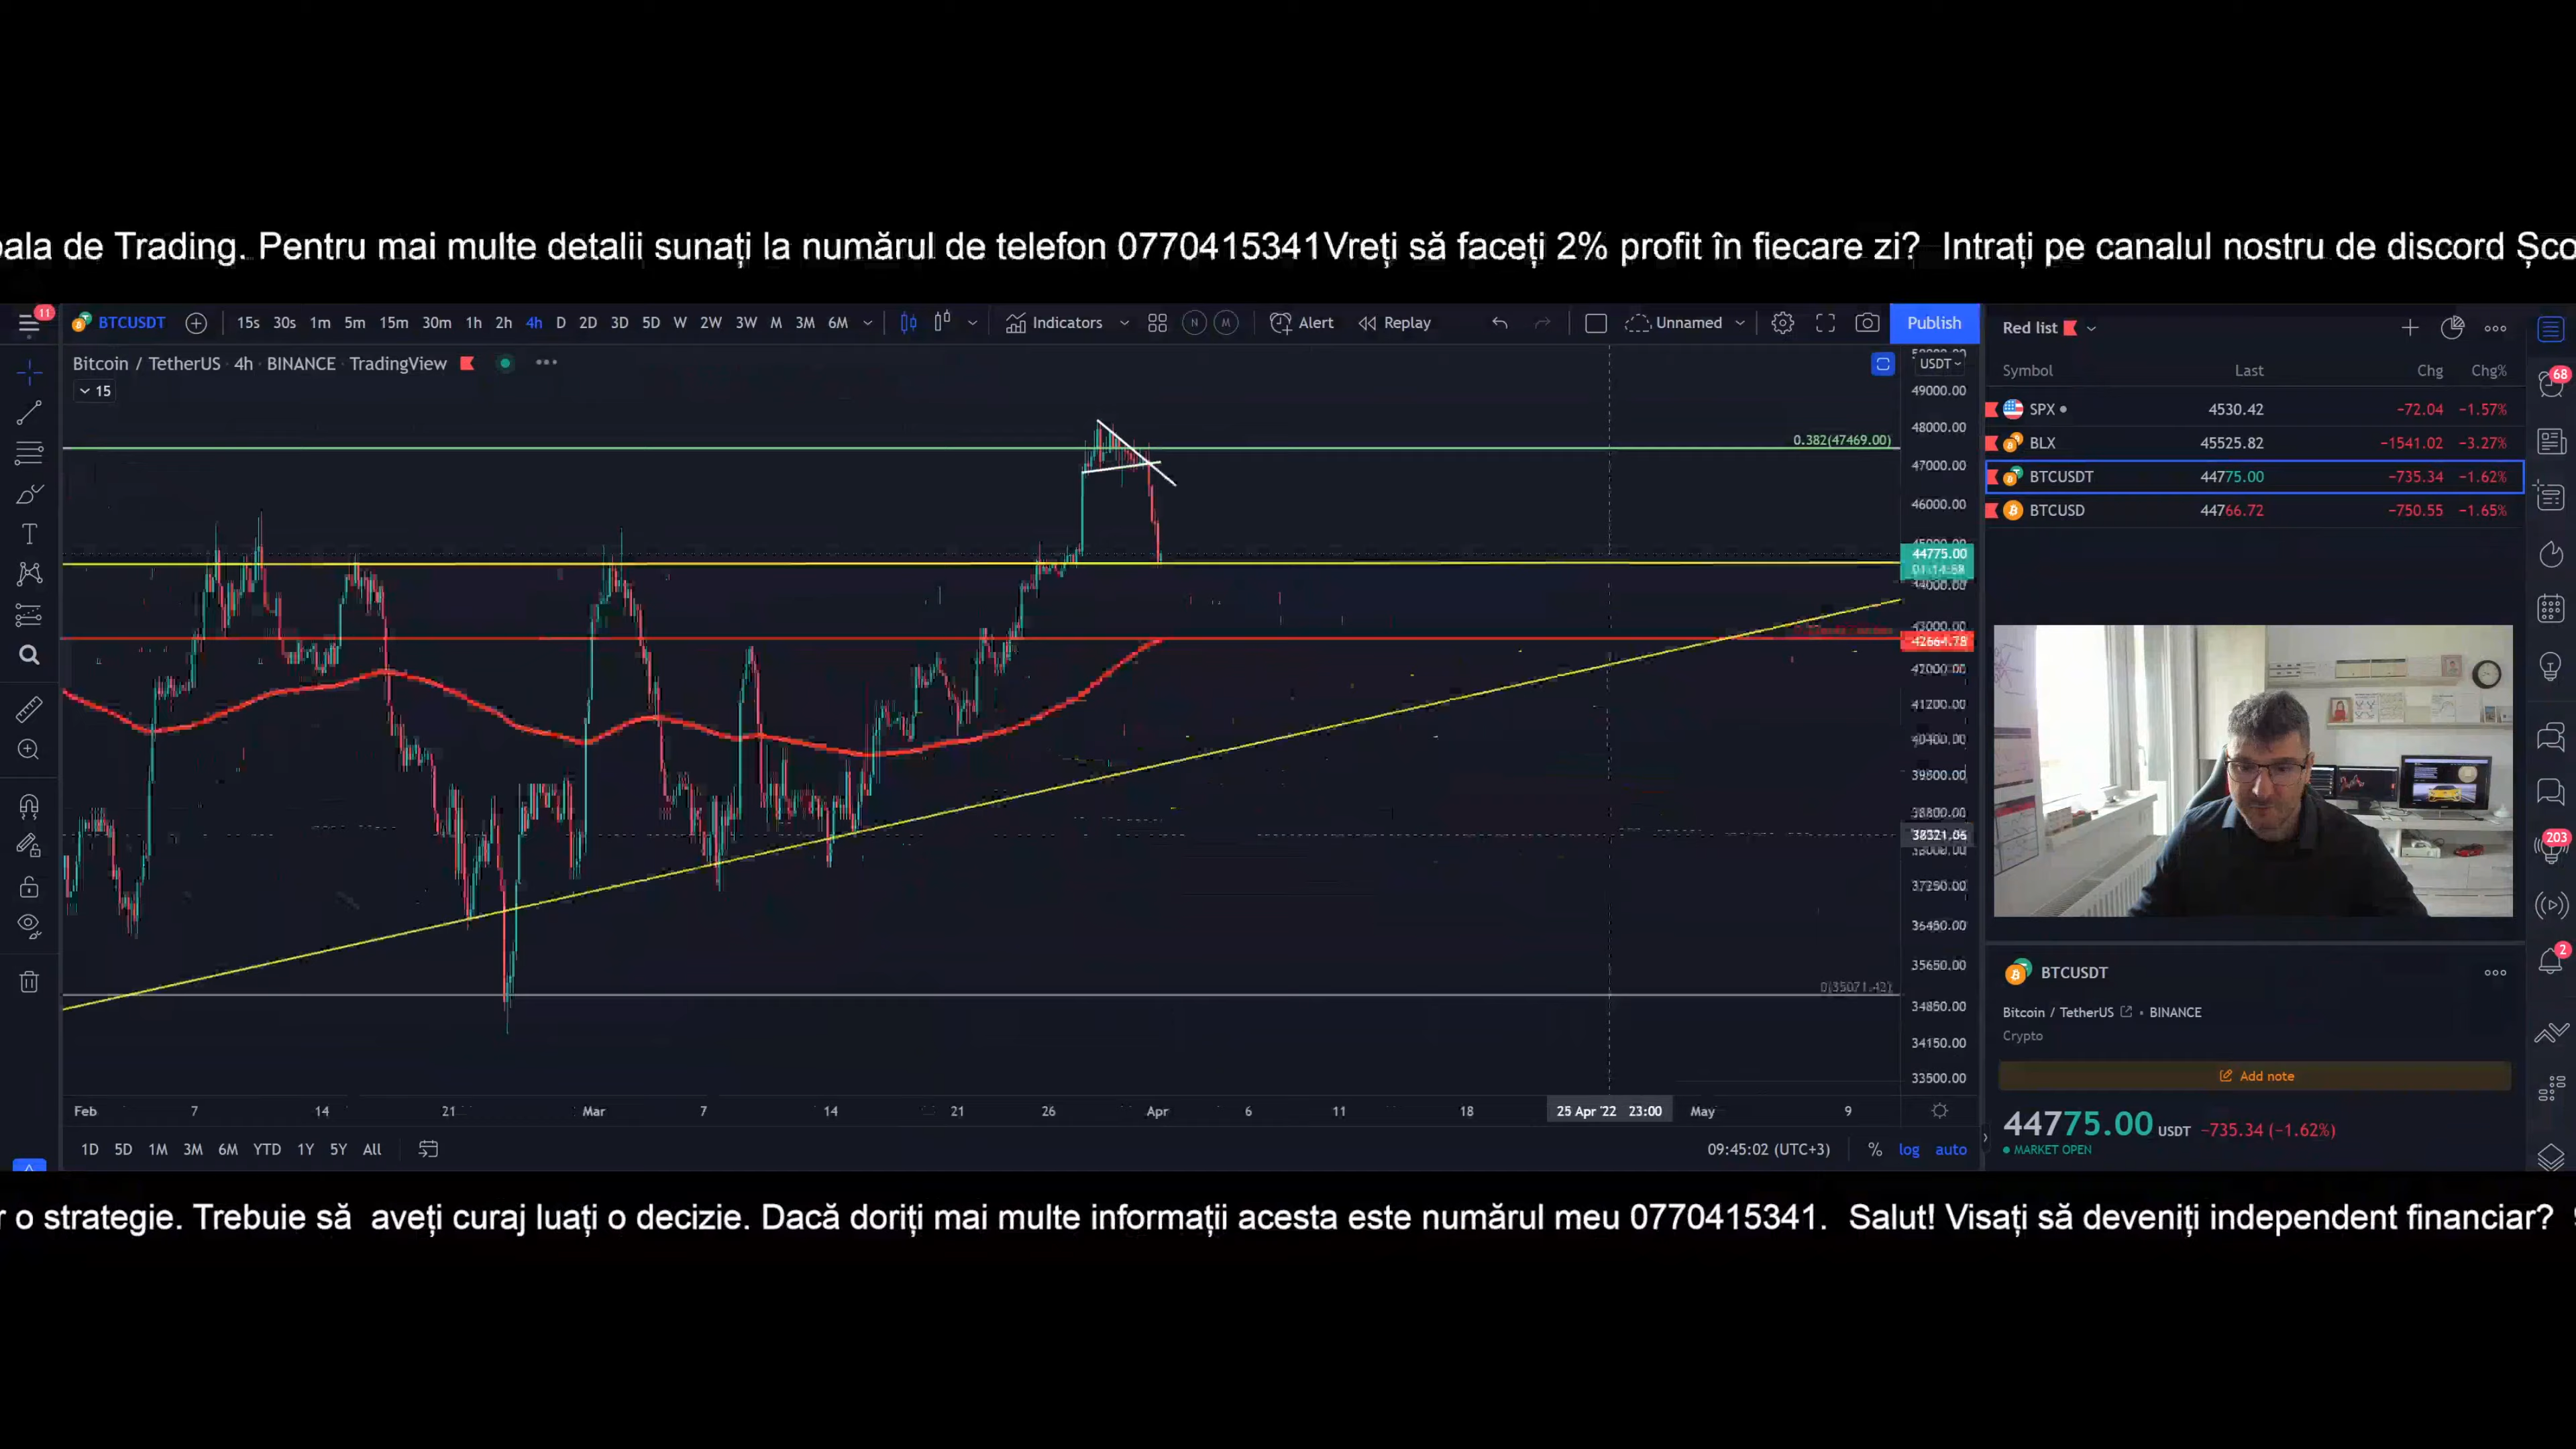 oala de Trading. Pentru mai multe detalii sunați la numărul de telefon 0770415341Vreți să faceți 2% profit în fiecare zi?  Intrați pe canalul nostru de discord Șco
11
BTCUSDT 15s 30s 1m 5m 15m 30m 1h 2h 4h D 2D 3D 5D W 2W 3W M 3M 6M Indicators N M Alert Replay Unnamed Publish
Bitcoin / TetherUS · 4h · BINANCE · TradingView
15
USDT
49000.00
48000.00
0.382(47469.00)
47000.00
46000.00
44775.00
44000.00
43000.00
41200.00
40400.00
38800.00
38321.06
36450.00
35650.00
0(35071.43)
34850.00
34150.00
33500.00
Feb 7 14 21 Mar 7 14 21 26 Apr 6 11 18 25 Apr '22 23:00 May 9
1D 5D 1M 3M 6M YTD 1Y 5Y All
09:45:02 (UTC+3) % log auto
Red list
Symbol Last Chg Chg%
SPX 4530.42 −72.04 −1.57%
BLX 45525.82 −1541.02 −3.27%
BTCUSDT 44775.00 −735.34 −1.62%
BTCUSD 44766.72 −750.55 −1.65%
68
203
2
BTCUSDT
Bitcoin / TetherUS · BINANCE
Crypto
Add note
44775.00 USDT −735.34 (−1.62%)
MARKET OPEN
r o strategie. Trebuie să  aveți curaj luați o decizie. Dacă doriți mai multe informații acesta este numărul meu 0770415341.  Salut! Visați să deveniți independent financiar?